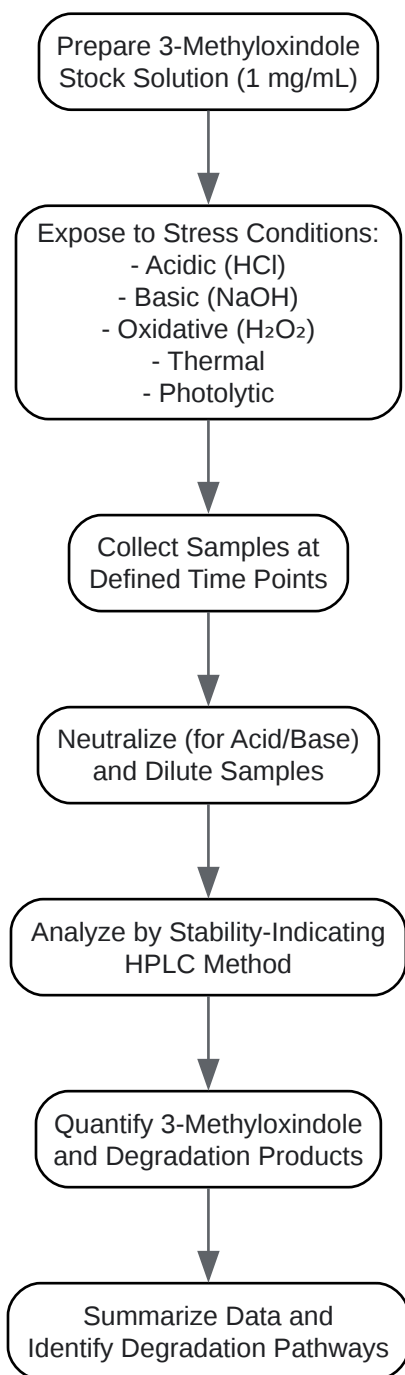 Prepare 3-Methyloxindole
Stock Solution (1 mg/mL)
Expose to Stress Conditions:
- Acidic (HCl)
- Basic (NaOH)
- Oxidative (H₂O₂)
- Thermal
- Photolytic
Collect Samples at
Defined Time Points
Neutralize (for Acid/Base)
and Dilute Samples
Analyze by Stability-Indicating
HPLC Method
Quantify 3-Methyloxindole
and Degradation Products
Summarize Data and
Identify Degradation Pathways